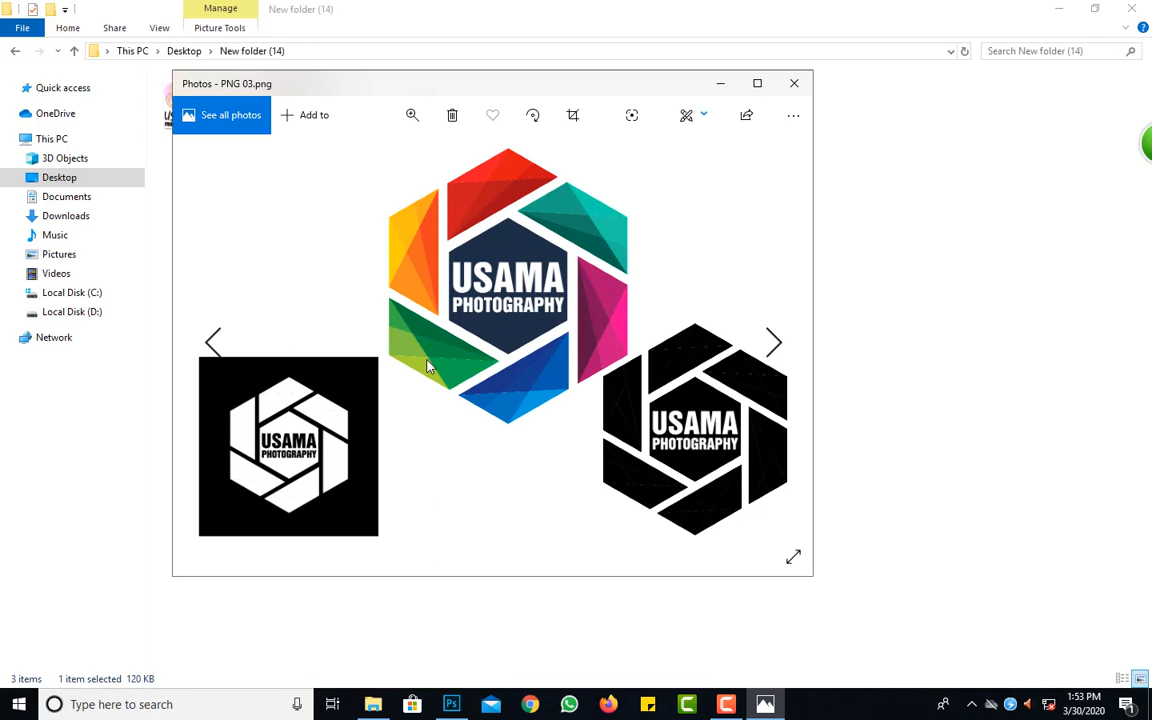 Manage
New folder (14)
File
Home
Share
View
Picture Tools
This PC
Desktop
New folder (14)
Search New folder (14)
Quick access
OneDrive
This PC
3D Objects
Desktop
Documents
Downloads
Music
Pictures
Videos
Local Disk (C:)
Local Disk (D:)
Network
Photos - PNG 03.png
See all photos
Add to
USAMA
PHOTOGRAPHY
USAMA
PHOTOGRAPHY
USAMA
PHOTOGRAPHY
3 items
1 item selected 120 KB
Type here to search
Ps
1:53 PM
3/30/2020
1